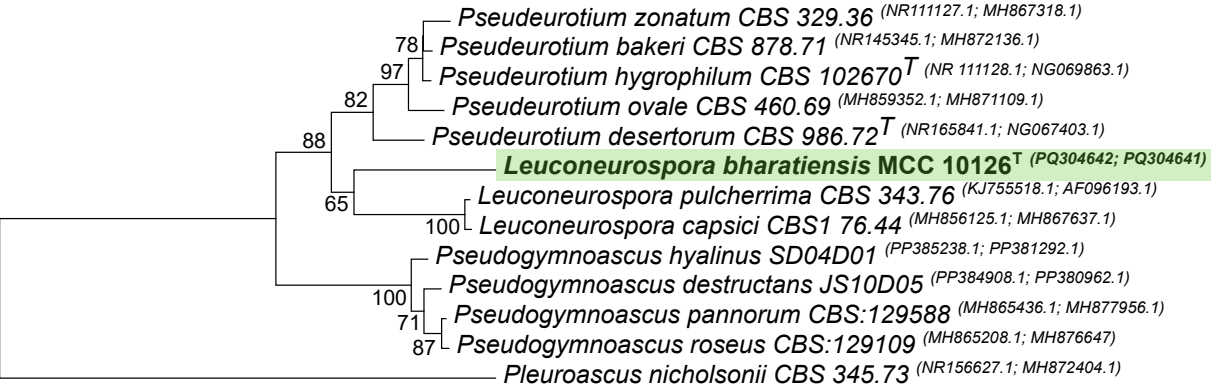 Pseudeurotium zonatum CBS 329.36 (NR111127.1; MH867318.1)
78 Pseudeurotium bakeri CBS 878.71 (NR145345.1; MH872136.1)
97 Pseudeurotium hygrophilum CBS 102670T (NR 111128.1; NG069863.1)
82 Pseudeurotium ovale CBS 460.69 (MH859352.1; MH871109.1)
88 Pseudeurotium desertorum CBS 986.72T (NR165841.1; NG067403.1)
Leuconeurospora bharatiensis MCC 10126T (PQ304642; PQ304641)
65 Leuconeurospora pulcherrima CBS 343.76 (KJ755518.1; AF096193.1)
100 Leuconeurospora capsici CBS1 76.44 (MH856125.1; MH867637.1)
Pseudogymnoascus hyalinus SD04D01 (PP385238.1; PP381292.1)
100 Pseudogymnoascus destructans JS10D05 (PP384908.1; PP380962.1)
71 Pseudogymnoascus pannorum CBS:129588 (MH865436.1; MH877956.1)
87 Pseudogymnoascus roseus CBS:129109 (MH865208.1; MH876647)
Pleuroascus nicholsonii CBS 345.73 (NR156627.1; MH872404.1)